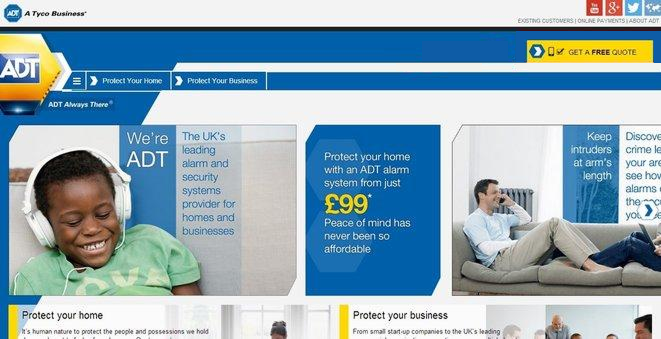 ADT A Tyco Business
EXISTING CUSTOMERS | ONLINE PAYMENTS | ABOUT ADT
You Tube
ADT
GET A FREE QUOTE
Protect Your Home
Protect Your Business
ADT Always There®
We're
ADT
The UK's
leading
alarm and
security
systems
provider for
homes and
businesses
Protect your home
with an ADT alarm
system from just
£99*
Peace of mind has
never been so
affordable
Keep
intruders
at arm's
length
Discov
crime le
your are
see how
alarms
the
you
Protect your home
It's human nature to protect the people and possessions we hold
Protect your business
From small start-up companies to the UK's leading